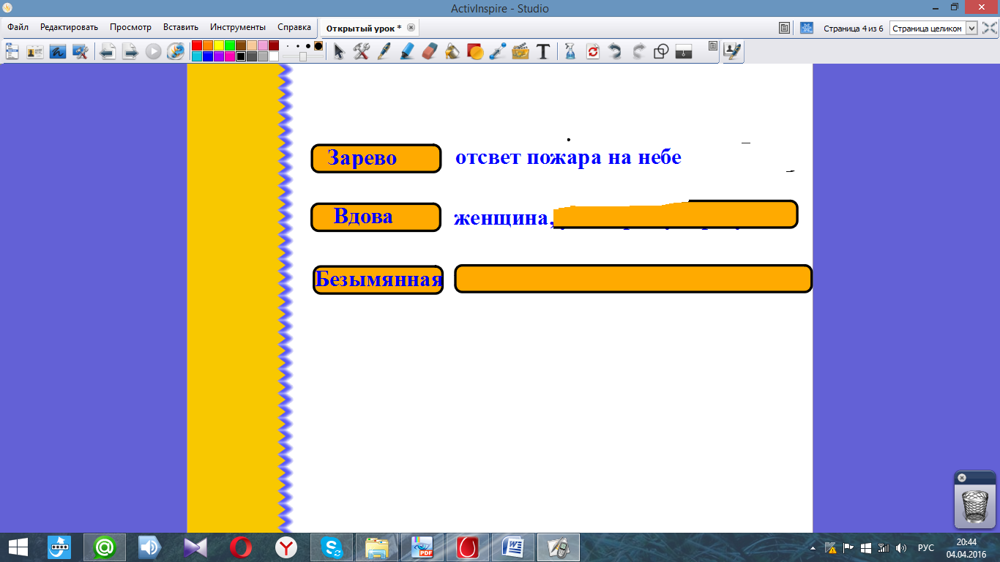 ActivInspire - Studio
Файл Редактировать Просмотр Вставить Инструменты Справка Открытый урок * Страница 4 из 6 Страница целиком
Зарево отсвет пожара на небе
Вдова женщина,
Безымянная
PDF
РУС
20:44
04.04.2016